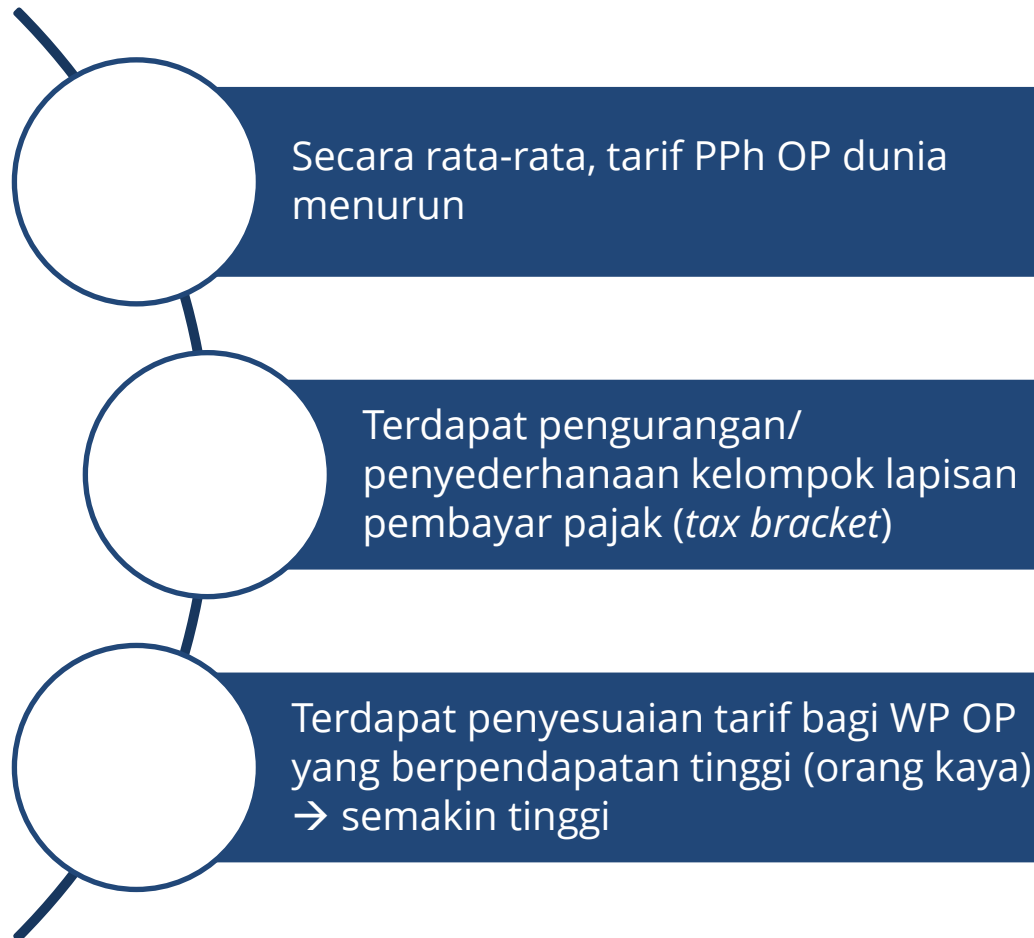 Secara rata-rata, tarif PPh OP dunia
menurun
Terdapat pengurangan/
penyederhanaan kelompok lapisan
pembayar pajak (tax bracket)
Terdapat penyesuaian tarif bagi WP OP
yang berpendapatan tinggi (orang kaya)
→ semakin tinggi